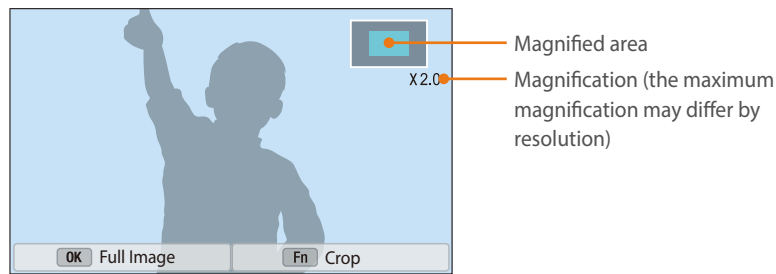 Magnified area
X 2.0
Magnification (the maximum
magnification may differ by
resolution)
OK Full Image
Fn Crop